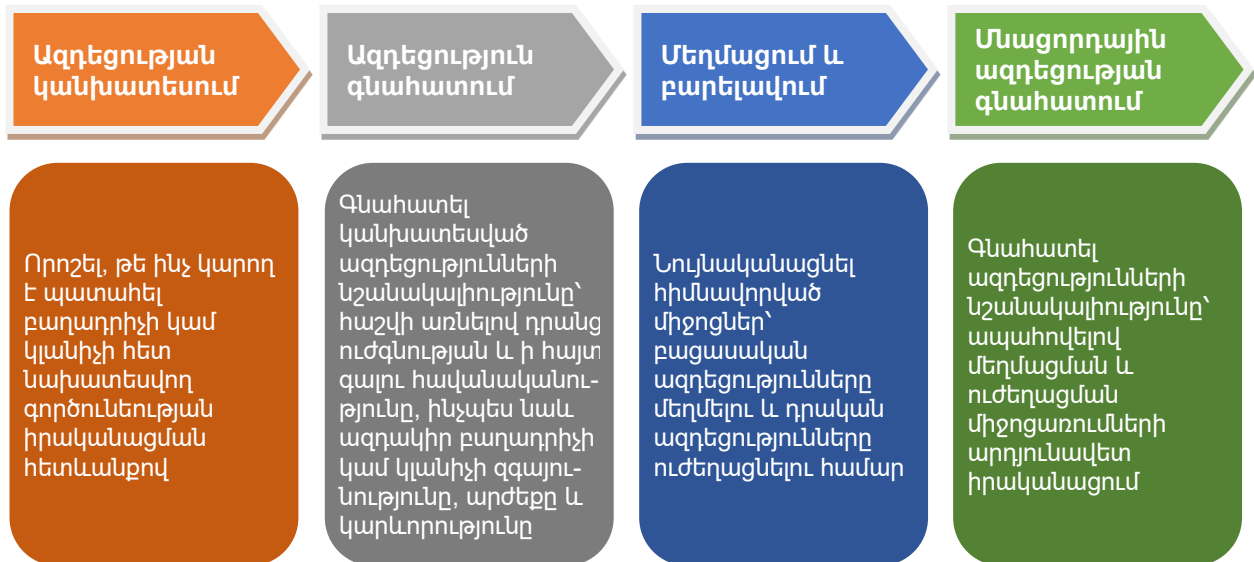 Ազդեցության
կանխատեսում
Ազդեցություն
գնահատում
Մեղմացում և
բարելավում
Մնացորդային
ազդեցության
գնահատում
Որոշել, թե ինչ կարող
է պատահել
բաղադրիչի կամ
կլանիչի հետ
նախատեսվող
գործունեության
իրականացման
հետևանքով
Գնահատել
կանխատեսված
ազդեցությունների
նշանակալիությունը՝
հաշվի առնելով դրանց
ուժգնության և ի հայտ
գալու հավանականու-
թյունը, ինչպես նաև
ազդակիր բաղադրիչի
կամ կլանիչի զգայու-
նությունը, արժեքը և
կարևորությունը
Նույնականացնել
հիմնավորված
միջոցներ՝
բացասական
ազդեցությունները
մեղմելու և դրական
ազդեցությունները
ուժեղացնելու համար
Գնահատել
ազդեցությունների
նշանակալիությունը՝
ապահովելով
մեղմացման և
ուժեղացման
միջոցառումների
արդյունավետ
իրականացում